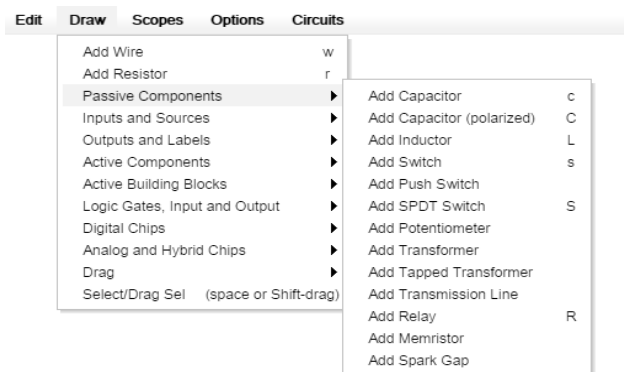 Edit Draw Scopes Options Circuits
Add Wire w
Add Resistor r
Passive Components
Inputs and Sources
Outputs and Labels
Active Components
Active Building Blocks
Logic Gates, Input and Output
Digital Chips
Analog and Hybrid Chips
Drag
Select/Drag Sel (space or Shift-drag)
Add Capacitor c
Add Capacitor (polarized) C
Add Inductor L
Add Switch s
Add Push Switch
Add SPDT Switch S
Add Potentiometer
Add Transformer
Add Tapped Transformer
Add Transmission Line
Add Relay R
Add Memristor
Add Spark Gap